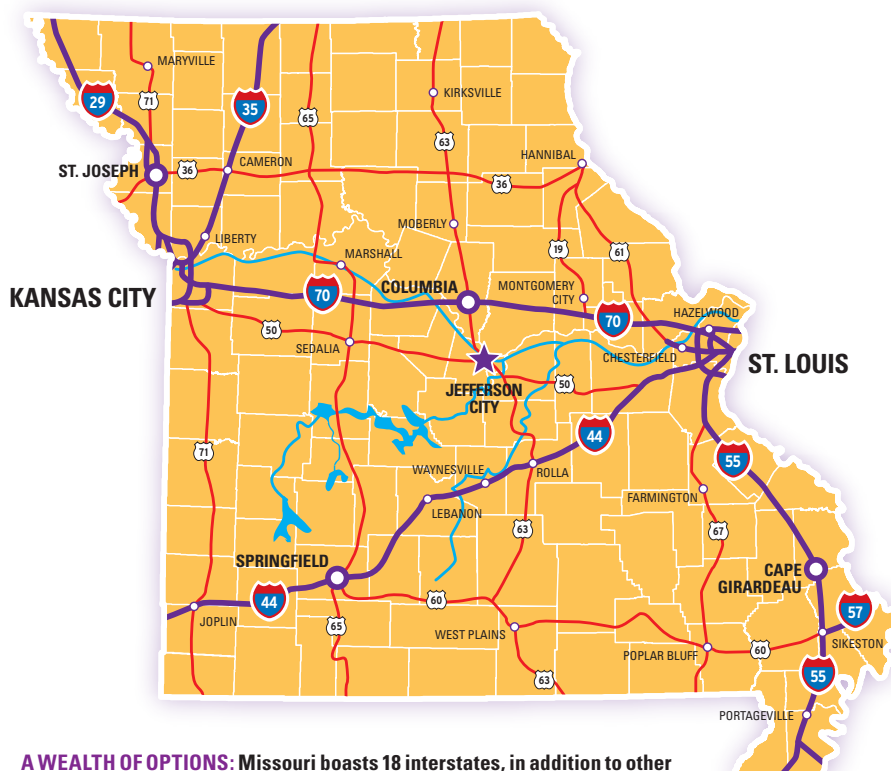 MARYVILLE
29
71
35
65
KIRKSVILLE
63
HANNIBAL
ST. JOSEPH
36
CAMERON
36
MOBERLY
LIBERTY
MARSHALL
19
61
KANSAS CITY
70
COLUMBIA
MONTGOMERY
CITY
70
HAZELWOOD
50
SEDALIA
CHESTERFIELD
ST. LOUIS
JEFFERSON
CITY
50
44
71
WAYNESVILLE
ROLLA
55
LEBANON
FARMINGTON
63
67
SPRINGFIELD
CAPE
GIRARDEAU
44
60
57
JOPLIN
65
WEST PLAINS
SIKESTON
POPLAR BLUFF
60
63
55
PORTAGEVILLE
A WEALTH OF OPTIONS: Missouri boasts 18 interstates, in addition to other